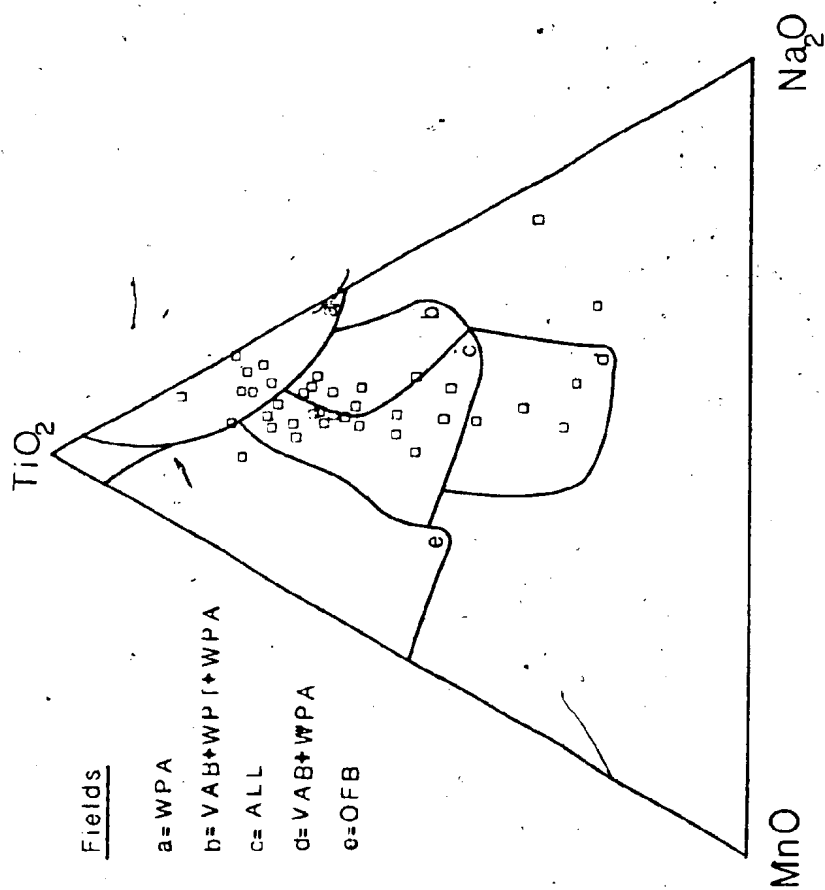 TiO₂
Na₂O
MnO
a
b
c
d
e
Fields
a=WPA
b=VAB+WPT+WPA
c=ALL
d=VAB+WPA
e=OFB